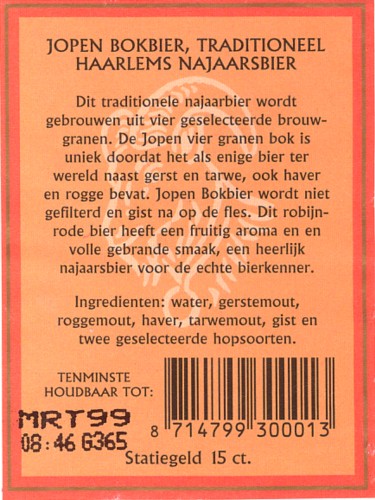 JOPEN BOKBIER, TRADITIONEEL
HAARLEMS NAJAARSBIER
Dit traditionele najaarbier wordt
gebrouwen uit vier geselecteerde brouw-
granen. De Jopen vier granen bok is
uniek doordat het als enige bier ter
wereld naast gerst en tarwe, ook haver
en rogge bevat. Jopen Bokbier wordt niet
gefilterd en gist na op de fles. Dit robijn-
rode bier heeft een fruitig aroma en en
volle gebrande smaak, een heerlijk
najaarsbier voor de echte bierkenner.
Ingredienten: water, gerstemout,
roggemout, haver, tarwemout, gist en
twee geselecteerde hopsoorten.
TENMINSTE
HOUDBAAR TOT:
MRT99
08:46 G365
8 714799 300013
Statiegeld 15 ct.